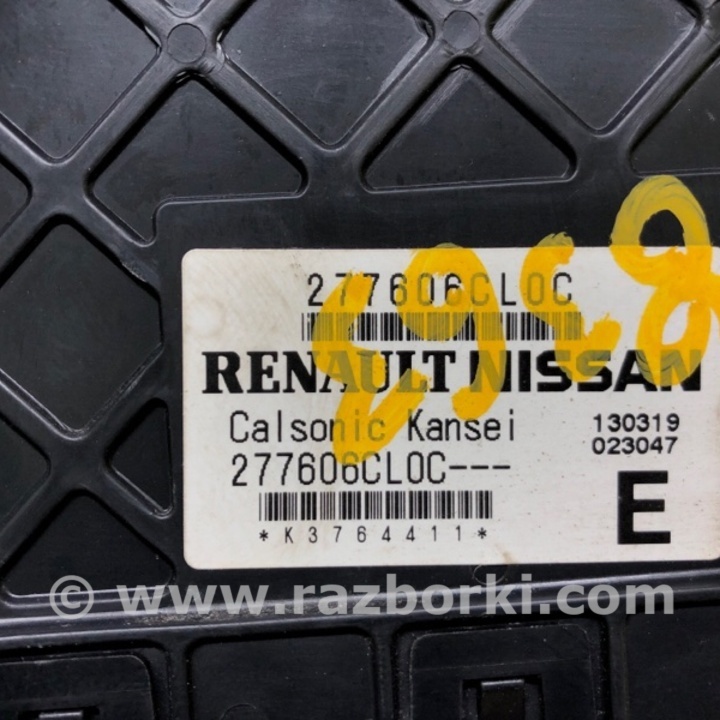 277606CL0C
RENAULT NISSAN
Calsonic Kansei
130319
023047
277606CL0C---
E
*K3764411*
© www.razborki.com